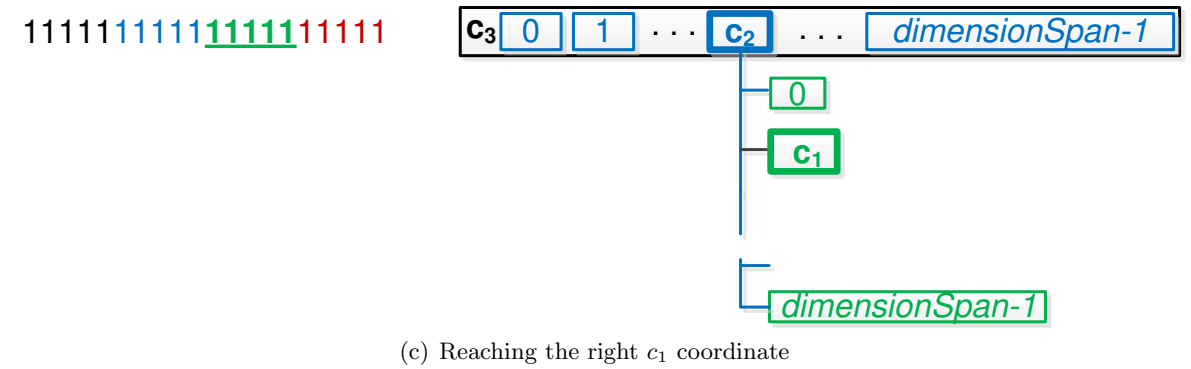 11111111111111111111
c₃ 0 1 ... c₂ ... dimensionSpan-1
0
c₁
dimensionSpan-1
(c) Reaching the right c₁ coordinate